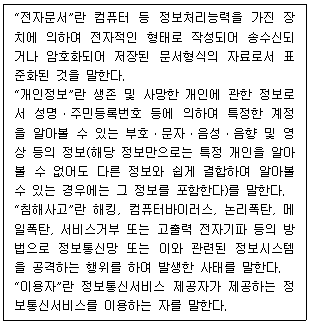 "전자문서"란 컴퓨터 등 정보처리능력을 가진 장
치에 의하여 전자적인 형태로 작성되어 송수신되
거나 암호화되어 저장된 문서형식의 자료로서 표
준화된 것을 말한다.
"개인정보"란 생존 및 사망한 개인에 관한 정보로
서 성명·주민등록번호 등에 의하여 특정한 계정
을 알아볼 수 있는 부호·문자·음성·음향 및 영
상 등의 정보(해당 정보만으로는 특정 개인을 알아
볼 수 없어도 다른 정보와 쉽게 결합하여 알아볼
수 있는 경우에는 그 정보를 포함한다)를 말한다.
"침해사고"란 해킹, 컴퓨터바이러스, 논리폭탄, 메
일폭탄, 서비스거부 또는 고출력 전자기파 등의 방
법으로 정보통신망 또는 이와 관련된 정보시스템
을 공격하는 행위를 하여 발생한 사태를 말한다.
"이용자"란 정보통신서비스 제공자가 제공하는 정
보통신서비스를 이용하는 자를 말한다.